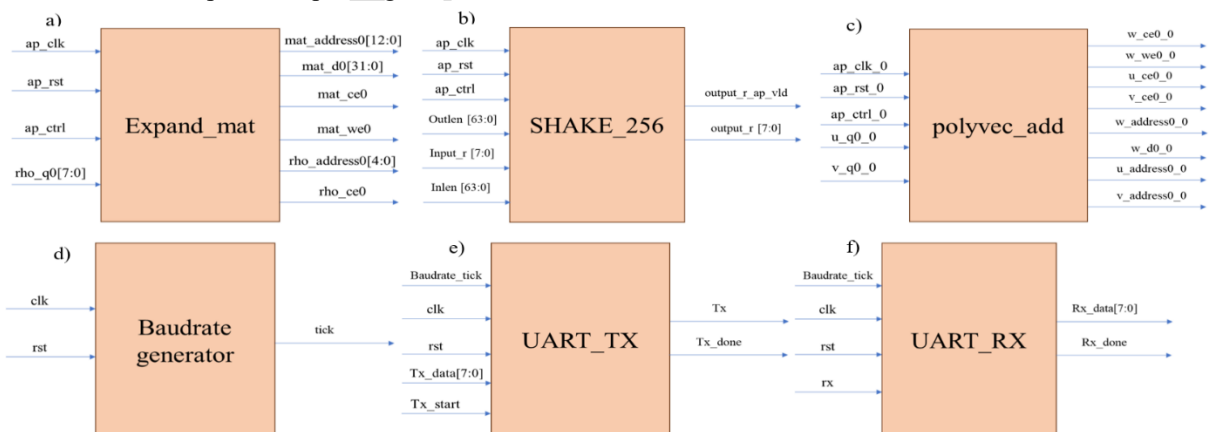 a)
ap_clk
ap_rst
ap_ctrl
rho_q0[7:0]
Expand_mat
mat_address0[12:0]
mat_d0[31:0]
mat_ce0
mat_we0
rho_address0[4:0]
rho_ce0
b)
ap_clk
ap_rst
ap_ctrl
Outlen [63:0]
Input_r [7:0]
Inlen [63:0]
SHAKE_256
output_r_ap_vld
output_r [7:0]
c)
ap_clk_0
ap_rst_0
ap_ctrl_0
u_q0_0
v_q0_0
polyvec_add
w_ce0_0
w_we0_0
u_ce0_0
v_ce0_0
w_address0_0
w_d0_0
u_address0_0
v_address0_0
d)
clk
rst
Baudrate
generator
tick
e)
Baudrate_tick
clk
rst
Tx_data[7:0]
Tx_start
UART_TX
Tx
Tx_done
f)
Baudrate_tick
clk
rst
rx
UART_RX
Rx_data[7:0]
Rx_done